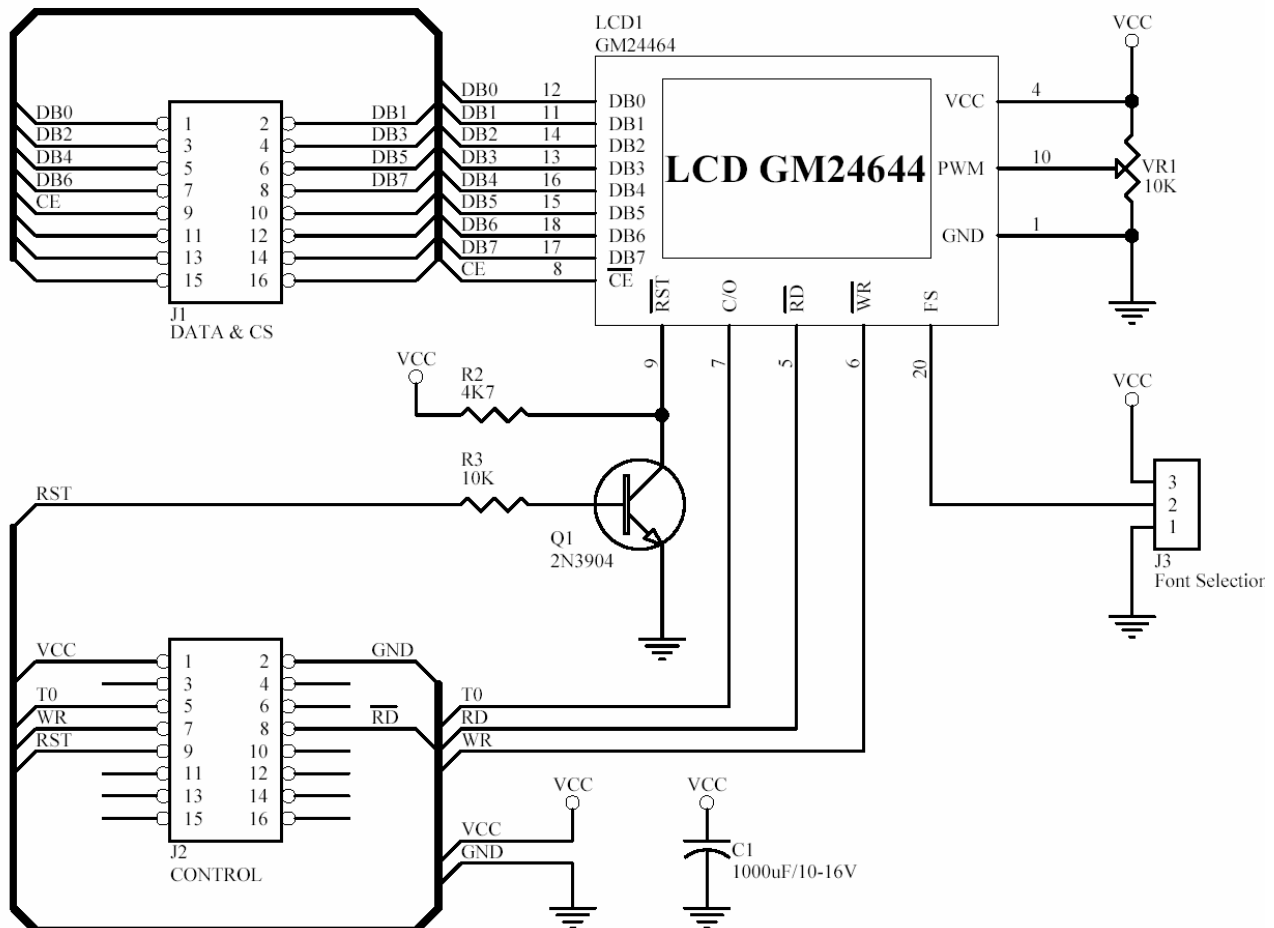 LCD1
GM24464
VCC
DB0 12 DB0
DB1 11 DB1
DB2 14 DB2
DB3 13 DB3
DB4 16 DB4
DB5 15 DB5
DB6 18 DB6
DB7 17 DB7
CE 8 CE
LCD GM24644
VCC 4
PWM 10
GND 1
VR1
10K
RST C/O RD WR FS
9 7 5 6 20
DB0 1 2 DB1
DB2 3 4 DB3
DB4 5 6 DB5
DB6 7 8 DB7
CE 9 10
11 12
13 14
15 16
J1
DATA & CS
VCC
R2
4K7
R3
10K
RST
Q1
2N3904
VCC
3
2
1
J3
Font Selection
VCC 1 2 GND
3 4
T0 5 6
WR 7 8 RD
RST 9 10
11 12
13 14
15 16
J2
CONTROL
T0
RD
WR
VCC
GND
VCC
VCC
C1
1000uF/10-16V